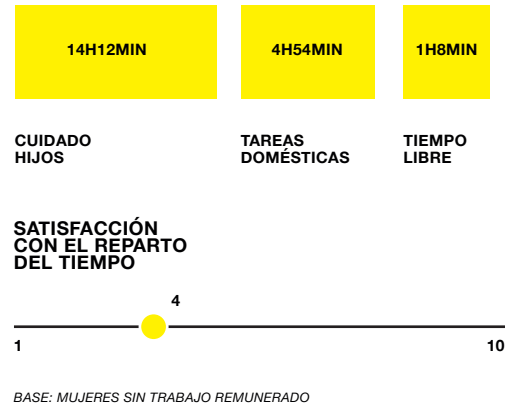 14H12MIN
4H54MIN
1H8MIN
CUIDADO
HIJOS
TAREAS
DOMÉSTICAS
TIEMPO
LIBRE
SATISFACCIÓN
CON EL REPARTO
DEL TIEMPO
4
1
10
BASE: MUJERES SIN TRABAJO REMUNERADO